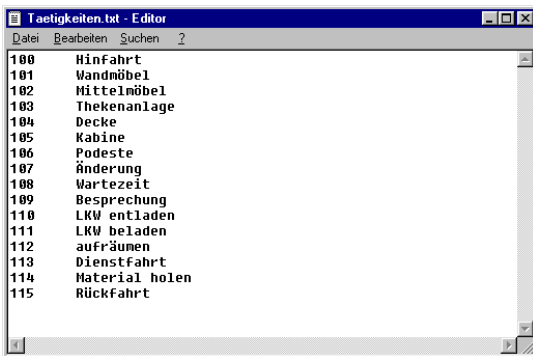 Taetigkeiten.txt - Editor
Datei Bearbeiten Suchen ?
100 Hinfahrt
101 Wandmöbel
102 Mittelmöbel
103 Thekenanlage
104 Decke
105 Kabine
106 Podeste
107 Änderung
108 Wartezeit
109 Besprechung
110 LKW entladen
111 LKW beladen
112 aufräumen
113 Dienstfahrt
114 Material holen
115 Rückfahrt